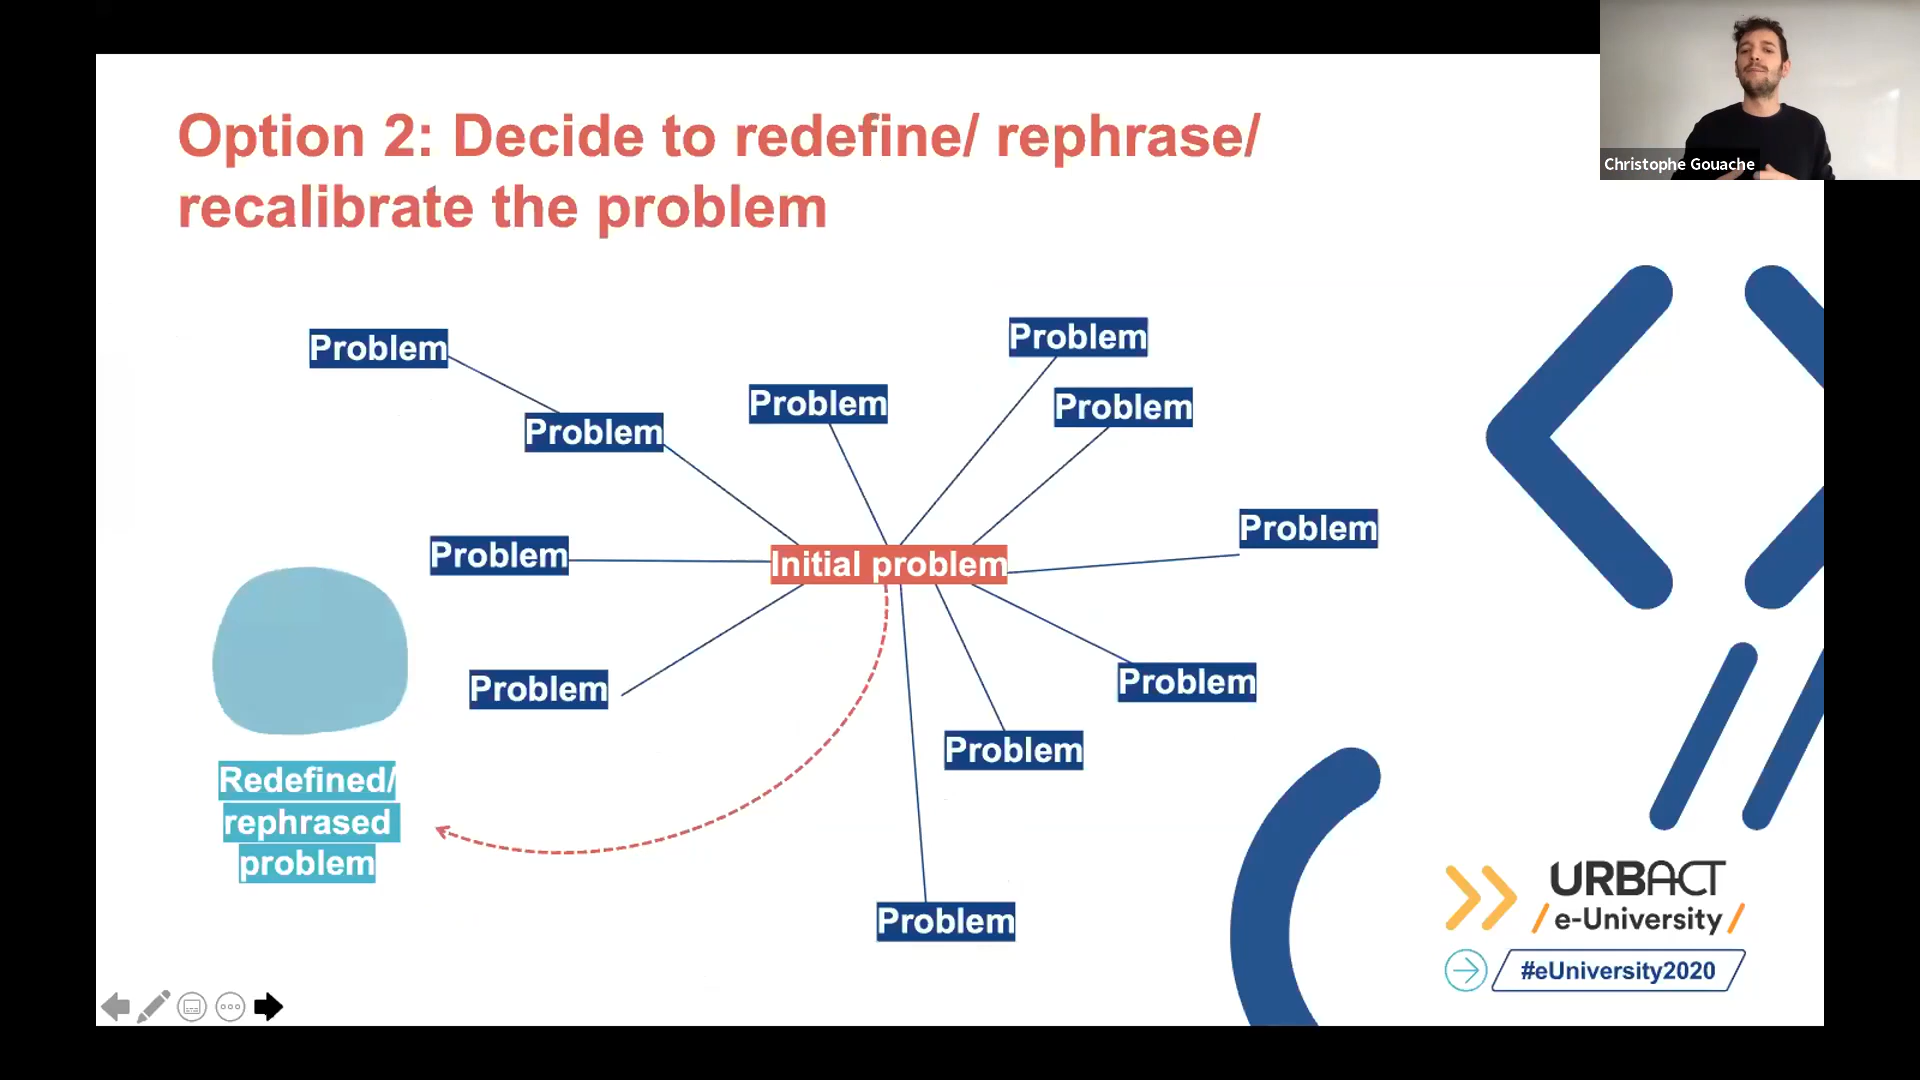 Christophe Gouache
Option 2: Decide to redefine/ rephrase/
recalibrate the problem
Problem
Problem
Problem
Problem
Problem
Problem
Problem
Initial problem
Problem
Problem
Problem
Problem
Redefined/
rephrased
problem
URBACT
/ e-University /
#eUniversity2020